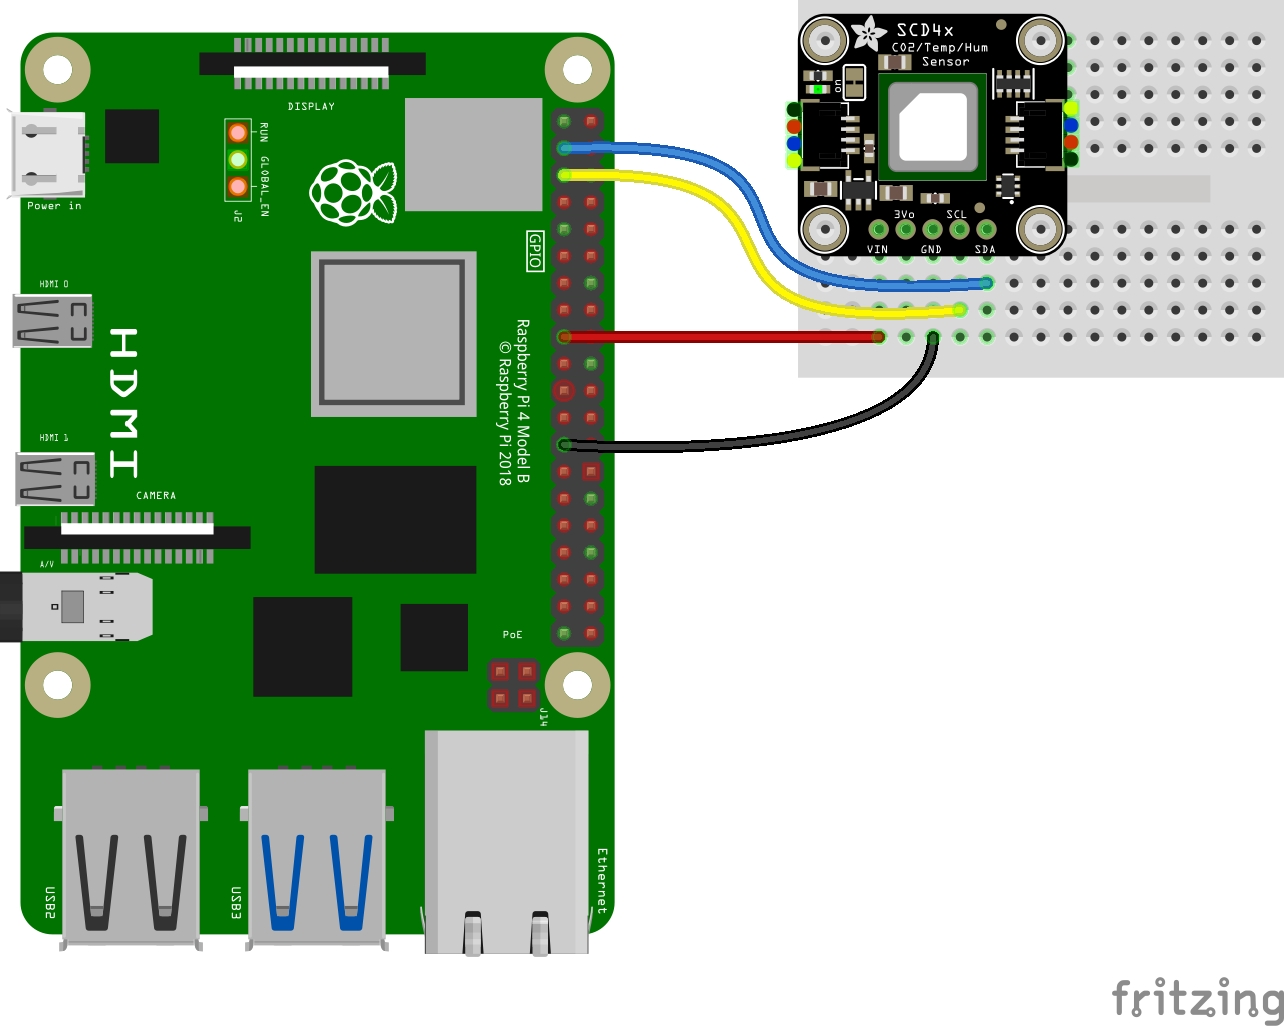 DISPLAY
RUN
GLOBAL_EN
J2
Power in
GPIO
HDMI 0
HDMI
HDMI 1
Raspberry Pi 4 Model B
© Raspberry Pi 2018
CAMERA
A/V
PoE
J14
USB2
USB3
Ethernet
SCD4x
CO2/Temp/Hum
Sensor
on
3Vo
SCL
VIN
GND
SDA
fritzing